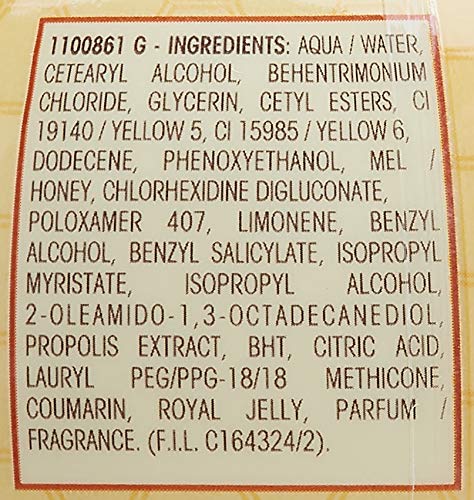 1100861 G - INGREDIENTS: AQUA / WATER,
CETEARYL ALCOHOL, BEHENTRIMONIUM
CHLORIDE, GLYCERIN, CETYL ESTERS, CI
19140 / YELLOW 5, CI 15985 / YELLOW 6,
DODECENE, PHENOXYETHANOL, MEL /
HONEY, CHLORHEXIDINE DIGLUCONATE,
POLOXAMER 407, LIMONENE, BENZYL
ALCOHOL, BENZYL SALICYLATE, ISOPROPYL
MYRISTATE, ISOPROPYL ALCOHOL,
2-OLEAMIDO-1,3-OCTADECANEDIOL,
PROPOLIS EXTRACT, BHT, CITRIC ACID,
LAURYL PEG/PPG-18/18 METHICONE,
COUMARIN, ROYAL JELLY, PARFUM /
FRAGRANCE. (F.I.L. C164324/2).